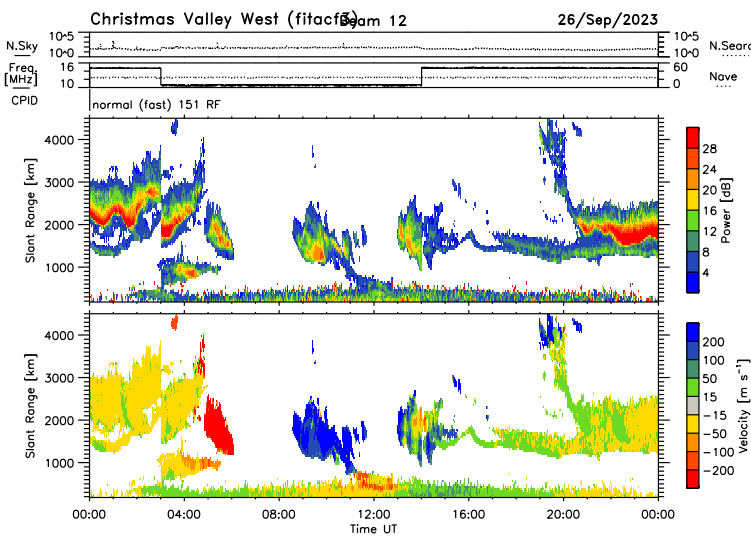 Christmas Valley West (fitacf3) Beam 12 26/Sep/2023
N.Sky 10^5 10^0 10^5 10^0 N.Searc
Freq. [MHz] 16 10 60 0 Nave
CPID normal (fast) 151 RF
Slant Range [km] 4000 3000 2000 1000
Power [dB] 28 24 20 16 12 8 4
Slant Range [km] 4000 3000 2000 1000
Velocity [m s⁻¹] 200 100 50 15 -15 -50 -100 -200
00:00 04:00 08:00 12:00 16:00 20:00 00:00
Time UT